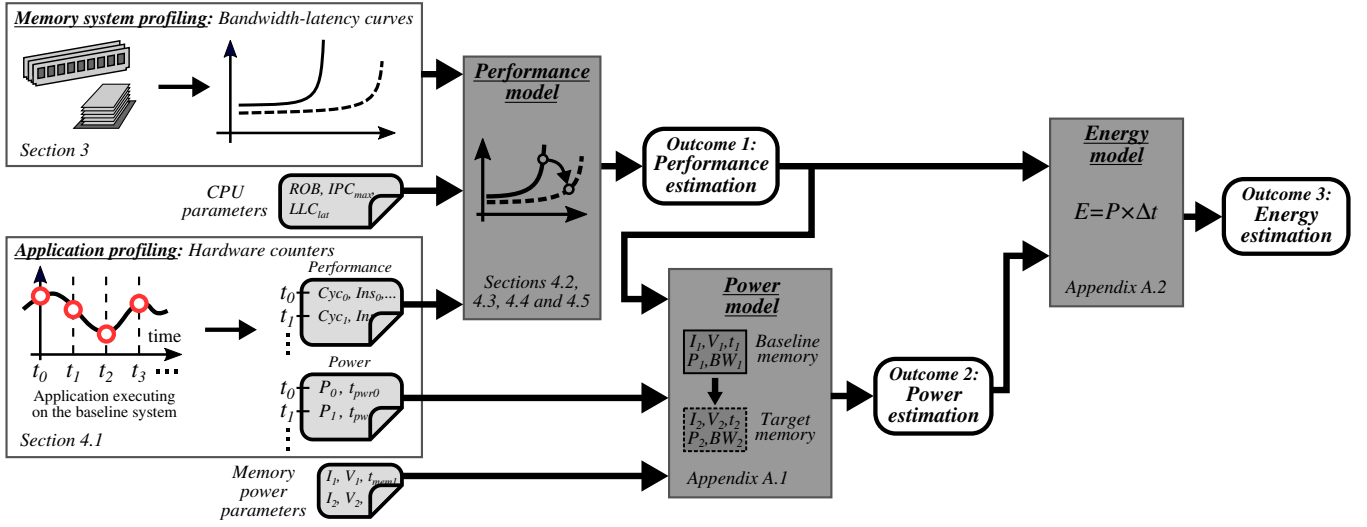 Memory system profiling: Bandwidth-latency curves
Section 3
CPU
parameters
ROB, IPCmax,
LLClat
Application profiling: Hardware counters
time
t0 t1 t2 t3
Application executing
on the baseline system
Section 4.1
Performance
t0 Cyc0, Ins0,...
t1 Cyc1, In
Power
t0 P0, tpwr0
t1 P1, tpw
Memory
power
parameters
I1, V1, tmem1
I2, V2,
Performance
model
Sections 4.2,
4.3, 4.4 and 4.5
Outcome 1:
Performance
estimation
Power
model
I1,V1,t1
P1,BW1
Baseline
memory
I2,V2,t2
P2,BW2
Target
memory
Appendix A.1
Outcome 2:
Power
estimation
Energy
model
E=P×Δt
Appendix A.2
Outcome 3:
Energy
estimation